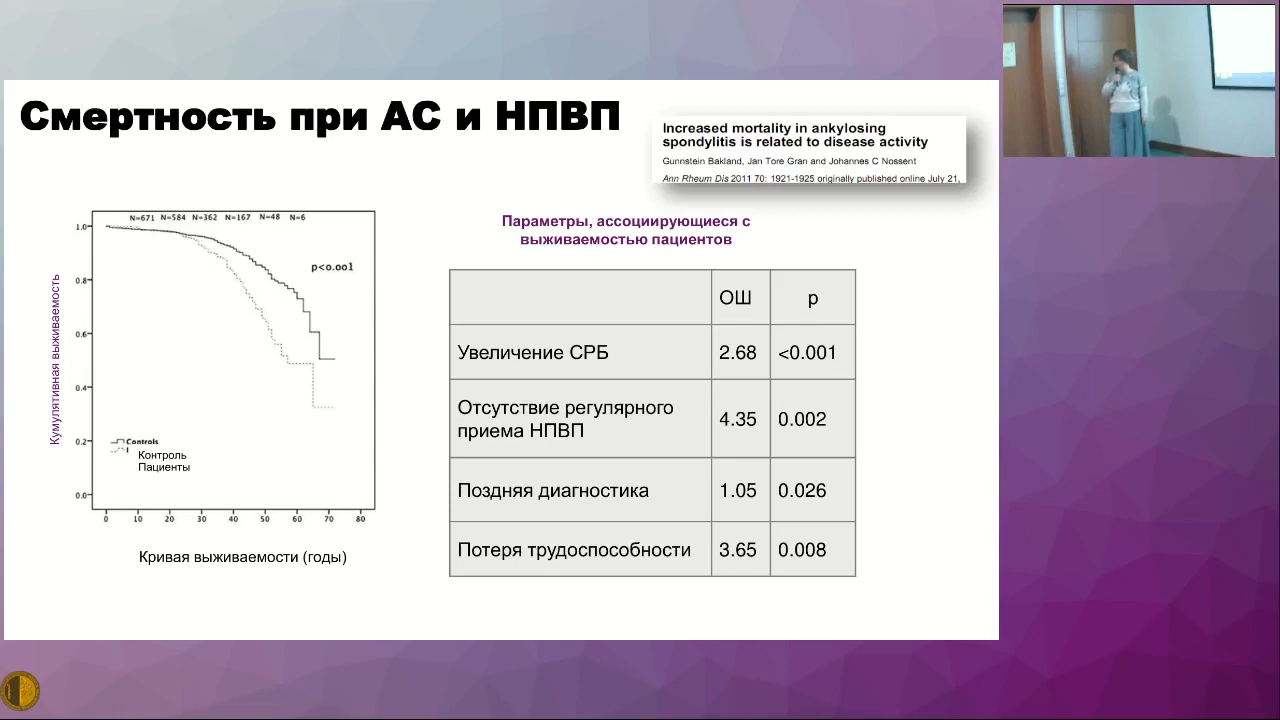 Смертность при АС и НПВП
Increased mortality in ankylosing
spondylitis is related to disease activity
Gunnstein Bakland, Jan Tore Gran and Johannes C Nossent
Ann Rheum Dis 2011 70: 1921-1925 originally published online July 21,
N=671 N=584 N=362 N=167 N=48 N=6
p<0.001
1.0
0.8
0.6
0.4
0.2
0.0
Кумулятивная выживаемость
Controls
Контроль
Пациенты
0 10 20 30 40 50 60 70 80
Кривая выживаемости (годы)
Параметры, ассоциирующиеся с
выживаемостью пациентов
ОШ p
Увеличение СРБ 2.68 <0.001
Отсутствие регулярного
приема НПВП 4.35 0.002
Поздняя диагностика 1.05 0.026
Потеря трудоспособности 3.65 0.008